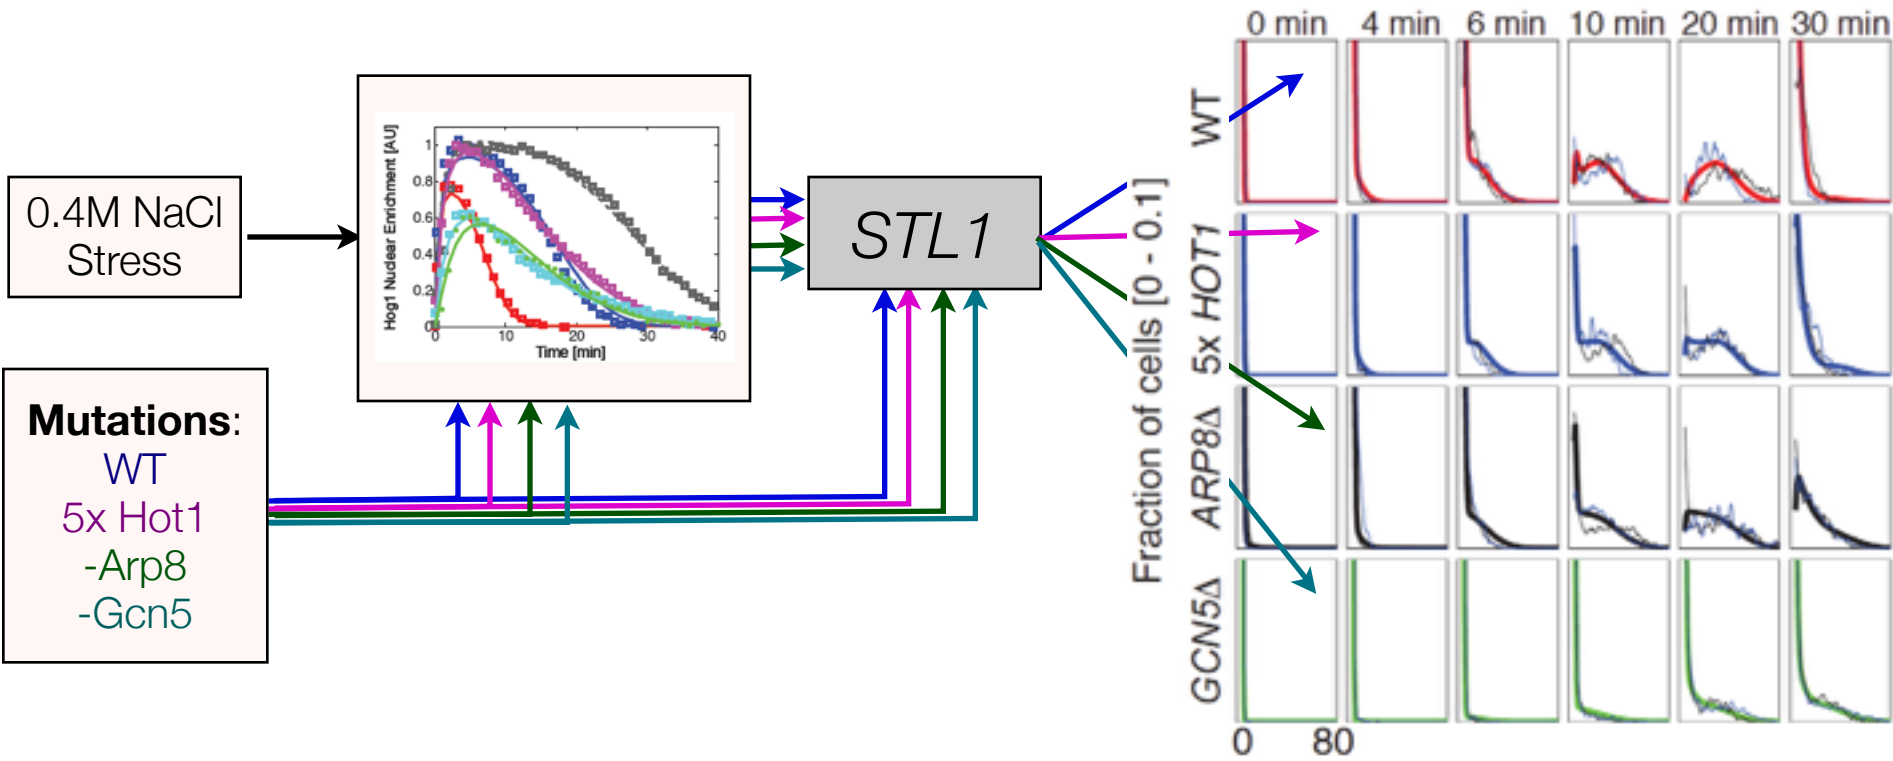 0.4M NaCl
Stress
Mutations:
WT
5x Hot1
-Arp8
-Gcn5
Hog1 Nuclear Enrichment [AU]
1
0.8
0.6
0.4
0.2
0
0 10 20 30 40
Time [min]
STL1
Fraction of cells [0 - 0.1]
0 min 4 min 6 min 10 min 20 min 30 min
WT
5x HOT1
ARP8Δ
GCN5Δ
0 80